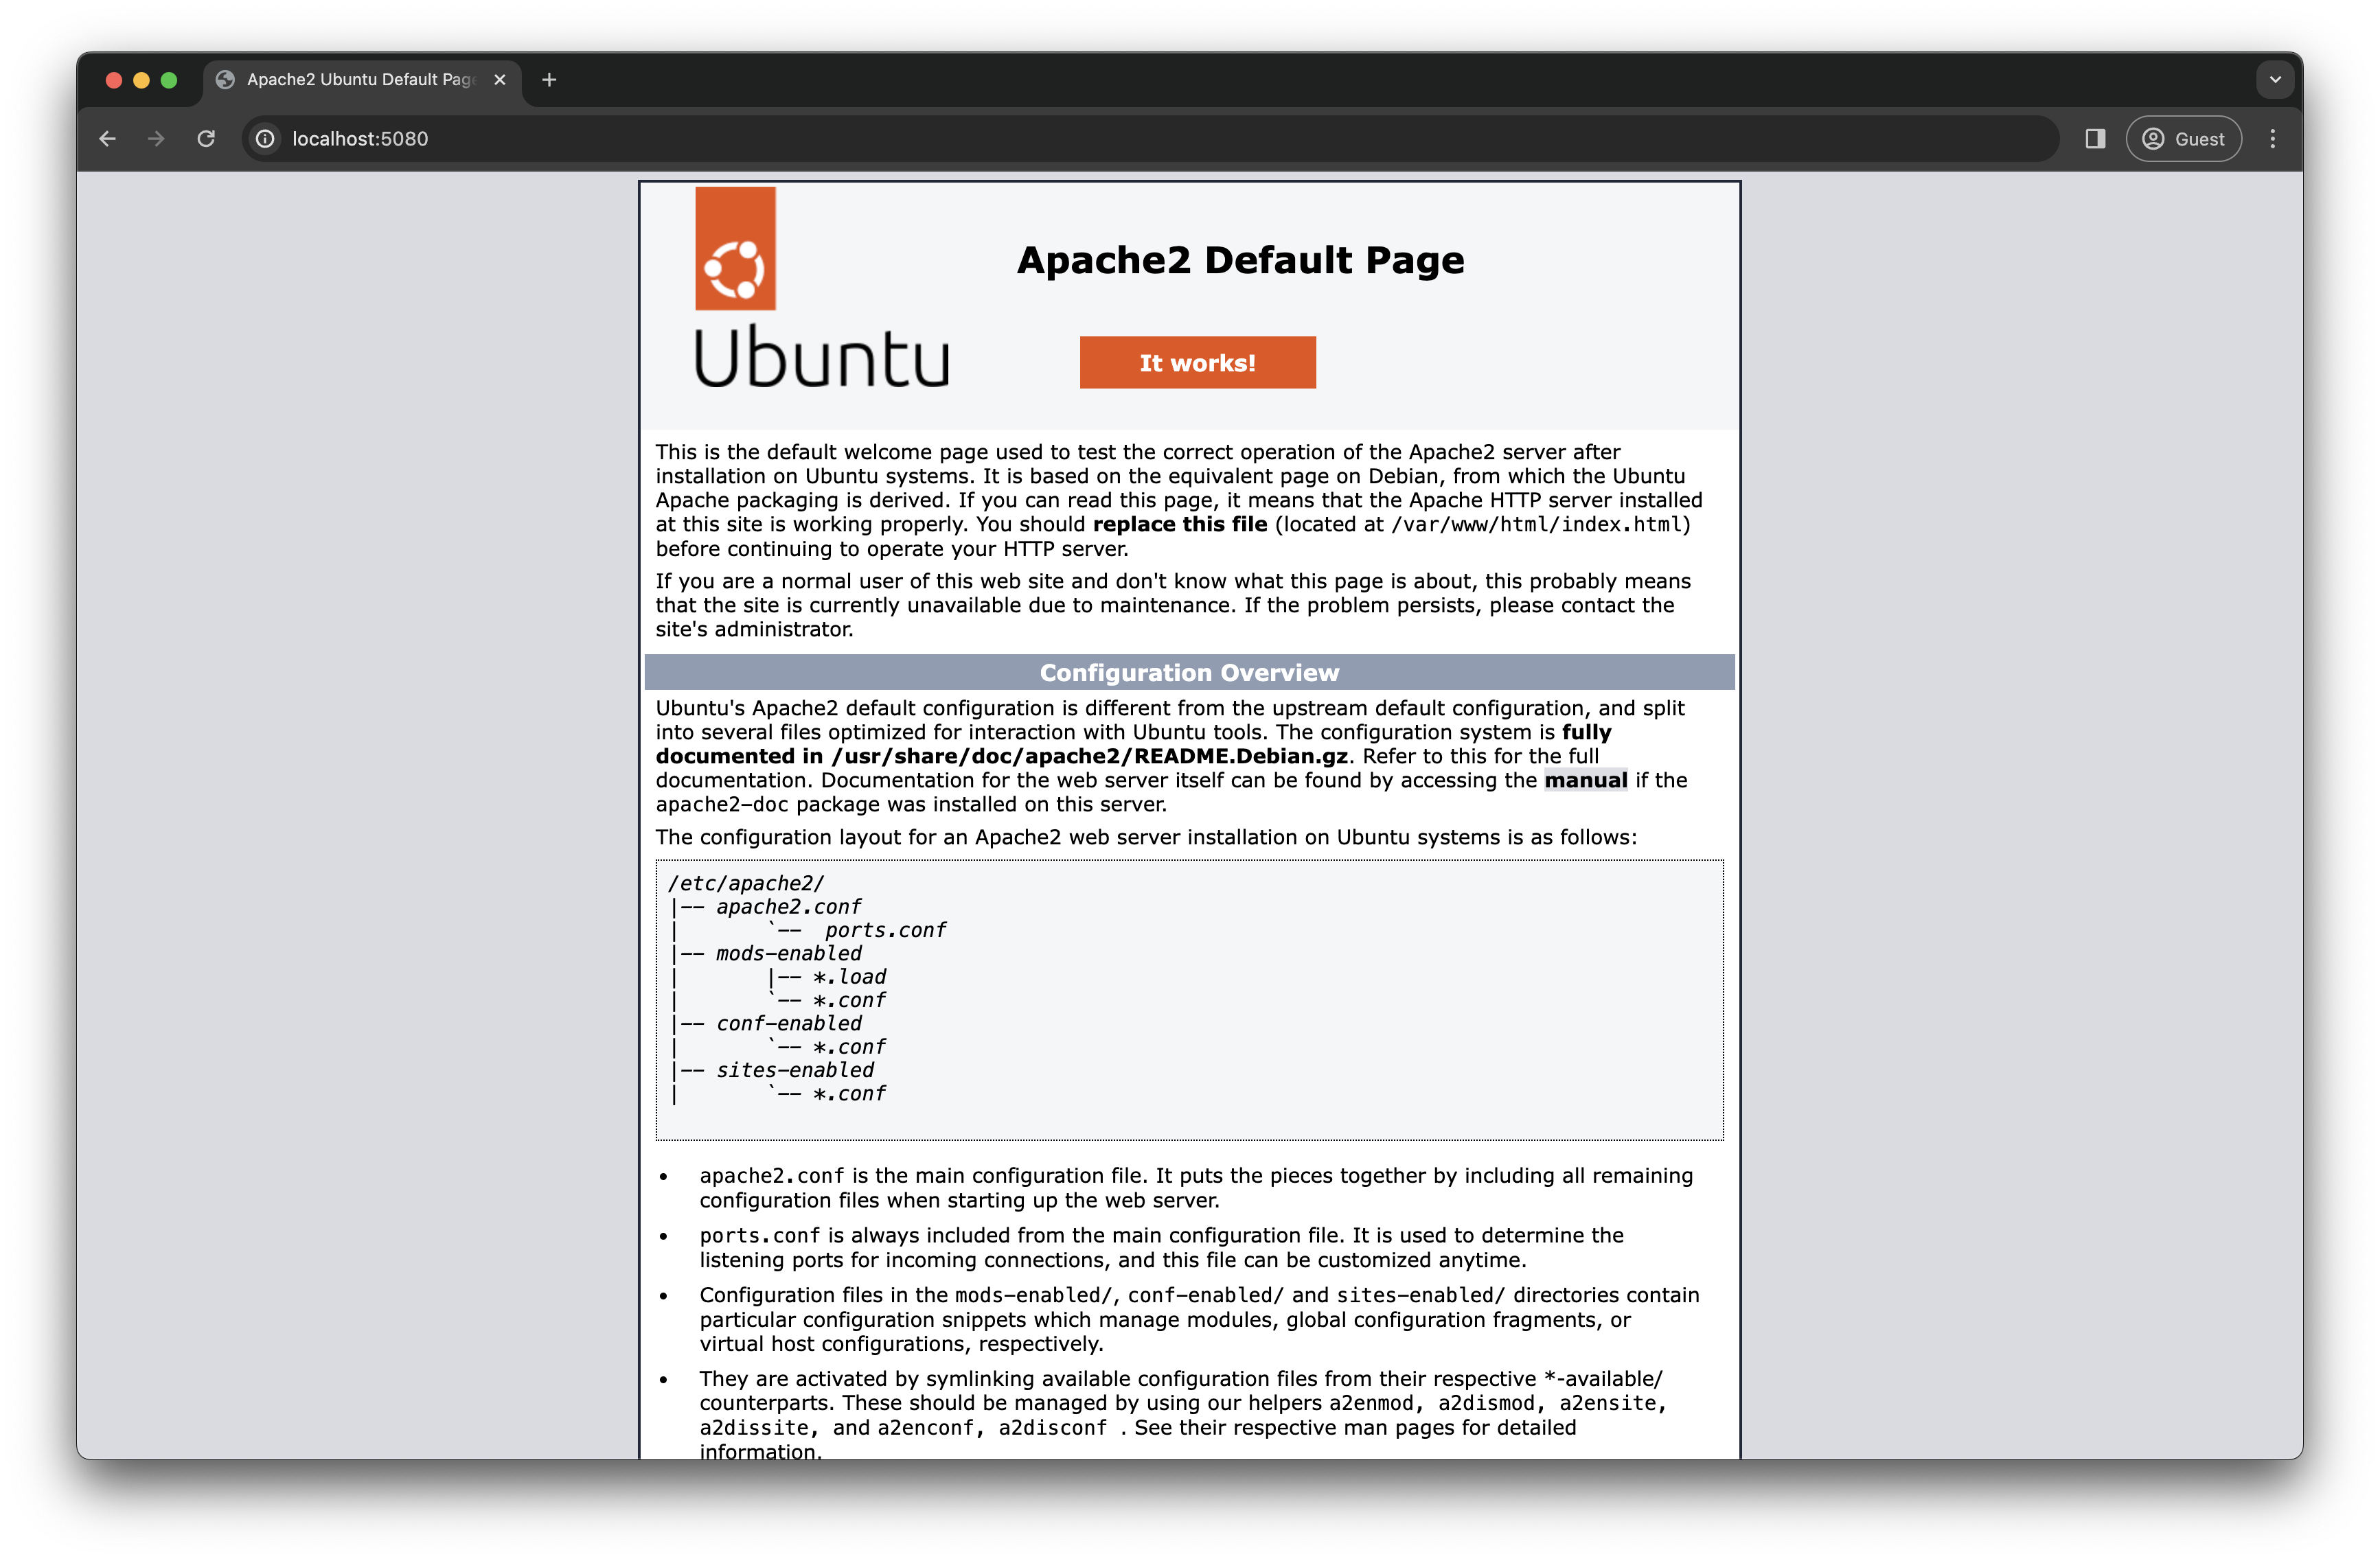 Apache2 Ubuntu Default Pag
localhost:5080
Guest
Ubuntu
Apache2 Default Page
It works!
This is the default welcome page used to test the correct operation of the Apache2 server after
installation on Ubuntu systems. It is based on the equivalent page on Debian, from which the Ubuntu
Apache packaging is derived. If you can read this page, it means that the Apache HTTP server installed
at this site is working properly. You should replace this file (located at /var/www/html/index.html)
before continuing to operate your HTTP server.
If you are a normal user of this web site and don't know what this page is about, this probably means
that the site is currently unavailable due to maintenance. If the problem persists, please contact the
site's administrator.
Configuration Overview
Ubuntu's Apache2 default configuration is different from the upstream default configuration, and split
into several files optimized for interaction with Ubuntu tools. The configuration system is fully
documented in /usr/share/doc/apache2/README.Debian.gz. Refer to this for the full
documentation. Documentation for the web server itself can be found by accessing the manual if the
apache2-doc package was installed on this server.
The configuration layout for an Apache2 web server installation on Ubuntu systems is as follows:
/etc/apache2/
|-- apache2.conf
|       `--  ports.conf
|-- mods-enabled
|       |-- *.load
|       `-- *.conf
|-- conf-enabled
|       `-- *.conf
|-- sites-enabled
|       `-- *.conf
• apache2.conf is the main configuration file. It puts the pieces together by including all remaining
configuration files when starting up the web server.
• ports.conf is always included from the main configuration file. It is used to determine the
listening ports for incoming connections, and this file can be customized anytime.
• Configuration files in the mods-enabled/, conf-enabled/ and sites-enabled/ directories contain
particular configuration snippets which manage modules, global configuration fragments, or
virtual host configurations, respectively.
• They are activated by symlinking available configuration files from their respective *-available/
counterparts. These should be managed by using our helpers a2enmod, a2dismod, a2ensite,
a2dissite, and a2enconf, a2disconf . See their respective man pages for detailed
information.